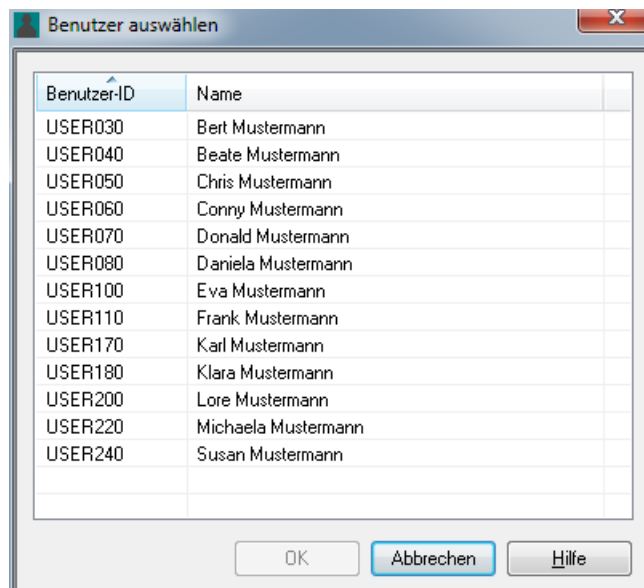 Benutzer auswählen
Benutzer-ID Name
USER030 Bert Mustermann
USER040 Beate Mustermann
USER050 Chris Mustermann
USER060 Conny Mustermann
USER070 Donald Mustermann
USER080 Daniela Mustermann
USER100 Eva Mustermann
USER110 Frank Mustermann
USER170 Karl Mustermann
USER180 Klara Mustermann
USER200 Lore Mustermann
USER220 Michaela Mustermann
USER240 Susan Mustermann
OK Abbrechen Hilfe